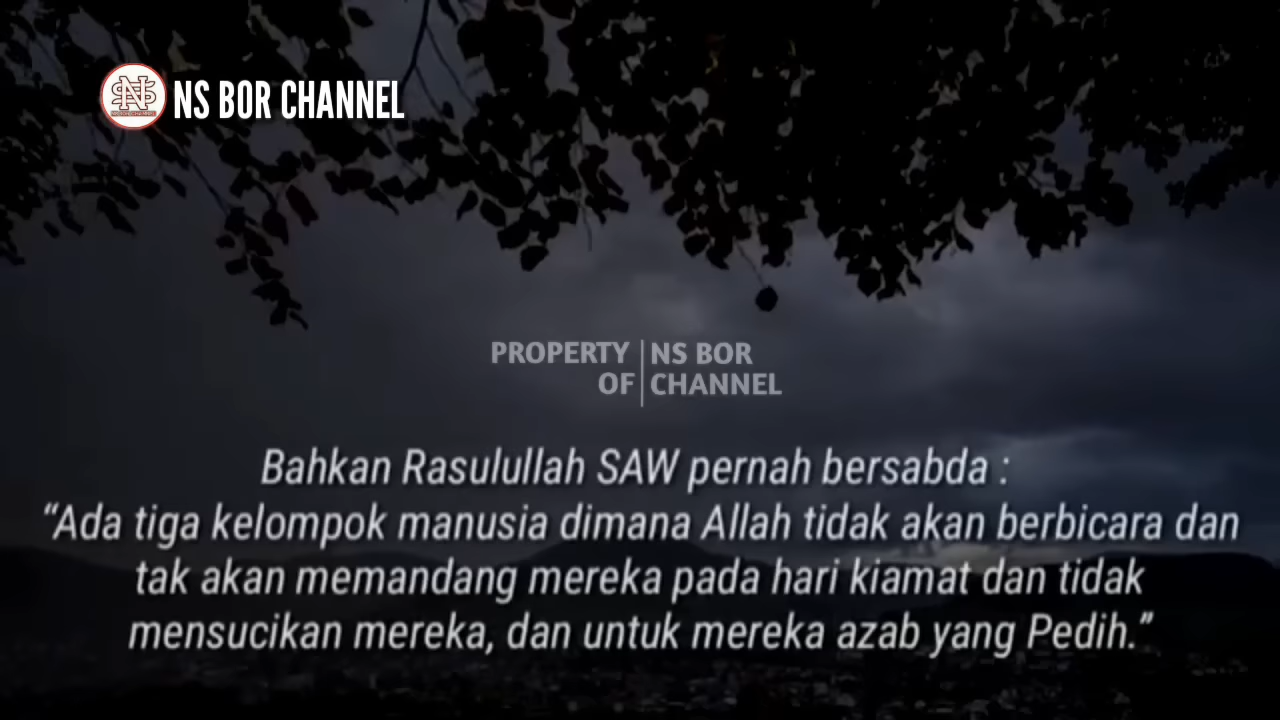 NS BOR CHANNEL
PROPERTY OF
NS BOR CHANNEL
Bahkan Rasulullah SAW pernah bersabda :
“Ada tiga kelompok manusia dimana Allah tidak akan berbicara dan
tak akan memandang mereka pada hari kiamat dan tidak
mensucikan mereka, dan untuk mereka azab yang Pedih.”